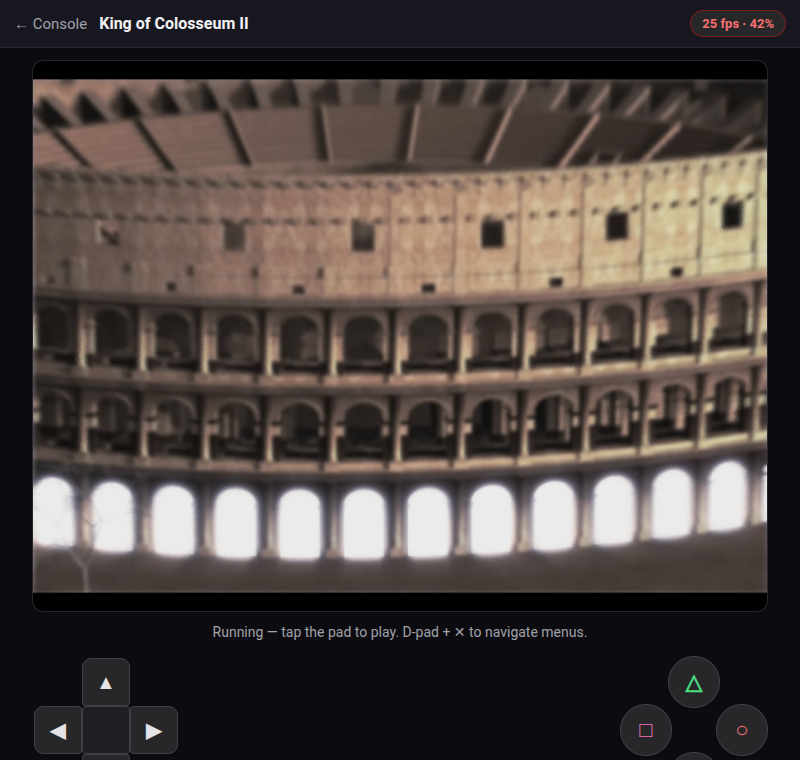 ← Console King of Colosseum II 25 fps · 42%
Running — tap the pad to play. D-pad + ✕ to navigate menus.